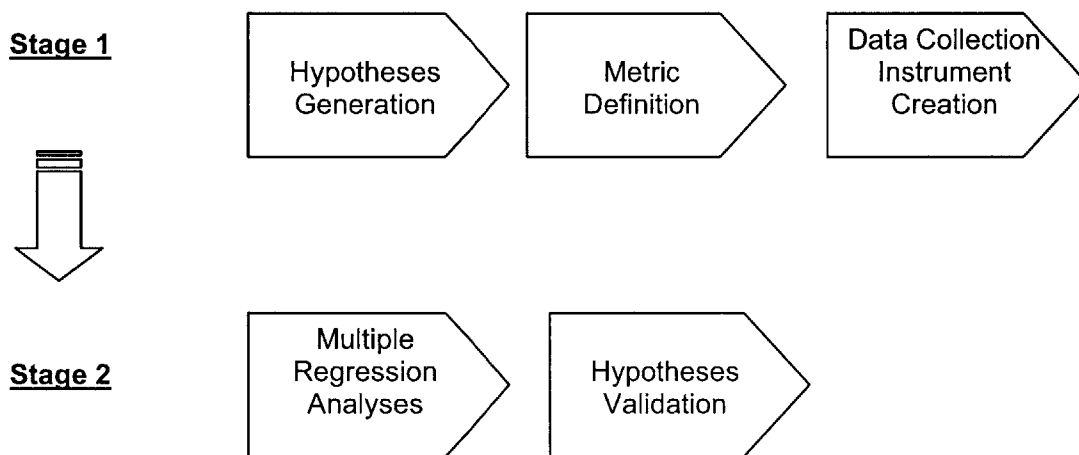 Stage 1
Hypotheses
Generation
Metric
Definition
Data Collection
Instrument
Creation
Stage 2
Multiple
Regression
Analyses
Hypotheses
Validation